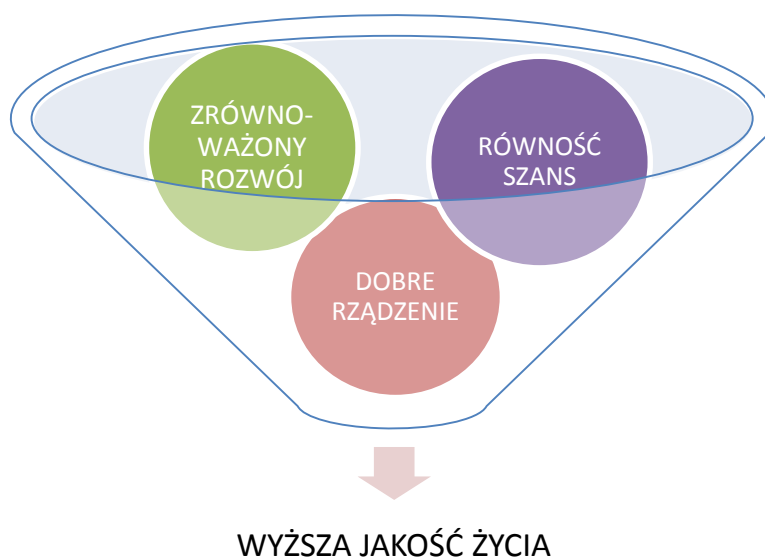 ZRÓWNO-
WAŻONY
ROZWÓJ
RÓWNOŚĆ
SZANS
DOBRE
RZĄDZENIE
WYŻSZA JAKOŚĆ ŻYCIA